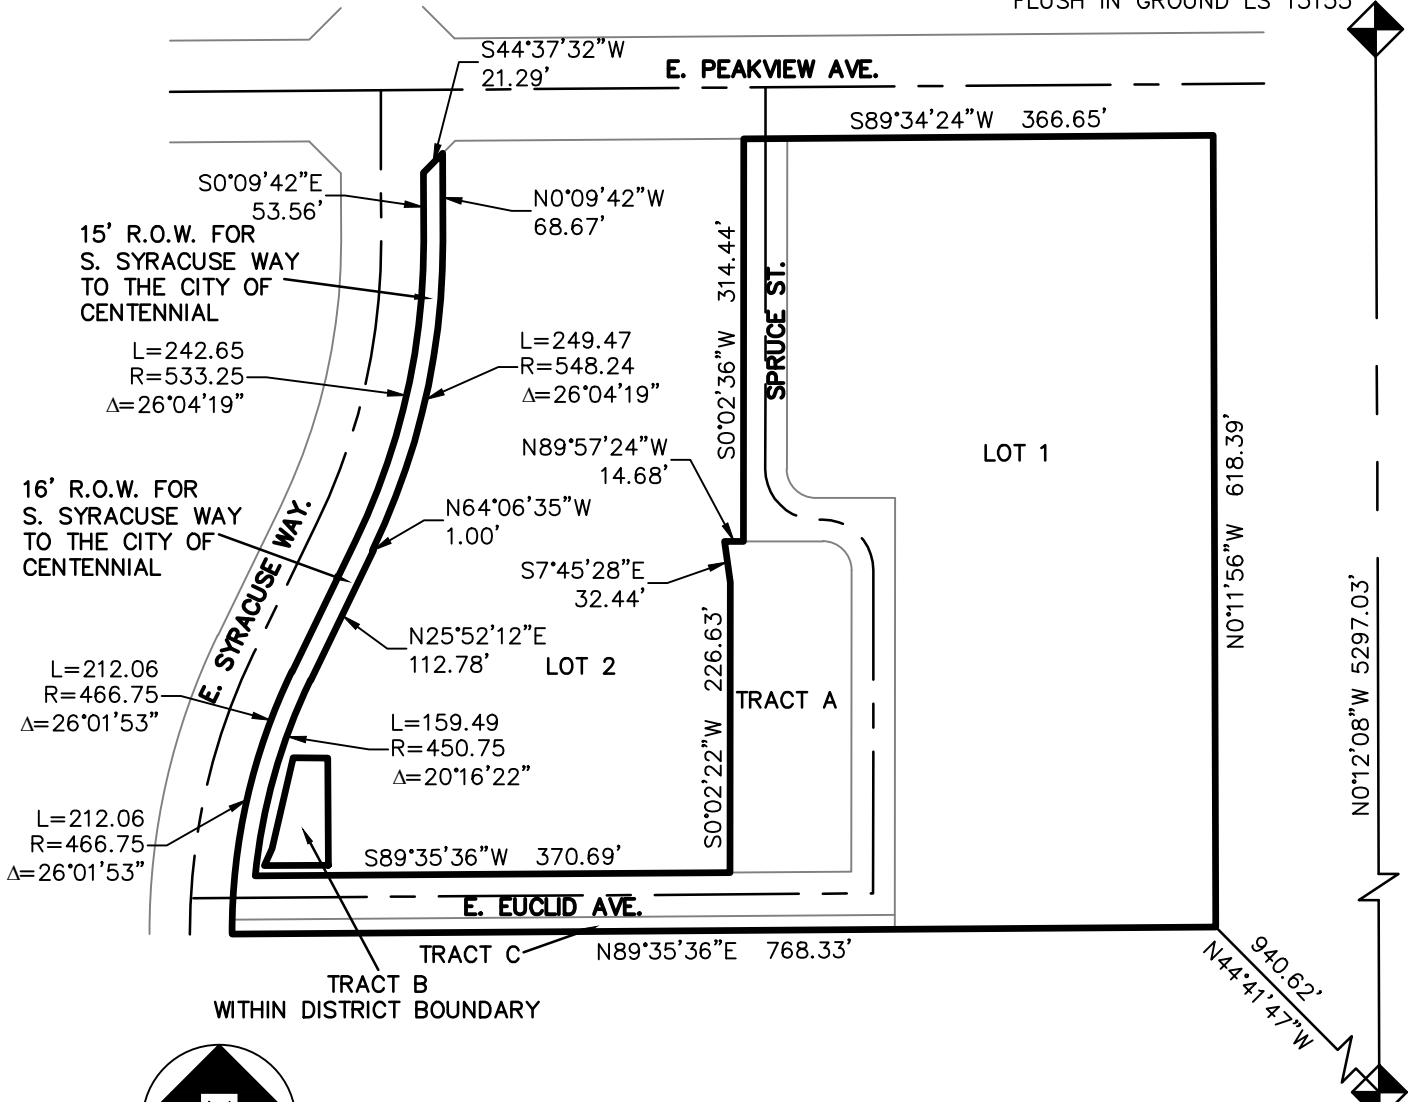 FLUSH IN GROUND LS 13155
S44°37'32"W
21.29'
E. PEAKVIEW AVE.
S89°34'24"W 366.65'
S0°09'42"E
53.56'
N0°09'42"W
68.67'
15' R.O.W. FOR
S. SYRACUSE WAY
TO THE CITY OF
CENTENNIAL
S0°02'36"W 314.44'
SPRUCE ST.
L=242.65
R=533.25
Δ=26°04'19"
L=249.47
R=548.24
Δ=26°04'19"
N89°57'24"W
14.68'
LOT 1
N0°11'56"W 618.39'
16' R.O.W. FOR
S. SYRACUSE WAY
TO THE CITY OF
CENTENNIAL
N64°06'35"W
1.00'
E. SYRACUSE WAY.
S7°45'28"E
32.44'
N0°12'08"W 5297.03'
N25°52'12"E
112.78'
LOT 2
S0°02'22"W 226.63'
TRACT A
L=212.06
R=466.75
Δ=26°01'53"
L=159.49
R=450.75
Δ=20°16'22"
L=212.06
R=466.75
Δ=26°01'53"
S89°35'36"W 370.69'
E. EUCLID AVE.
TRACT C
N89°35'36"E 768.33'
940.62'
N44°41'47"W
TRACT B
WITHIN DISTRICT BOUNDARY